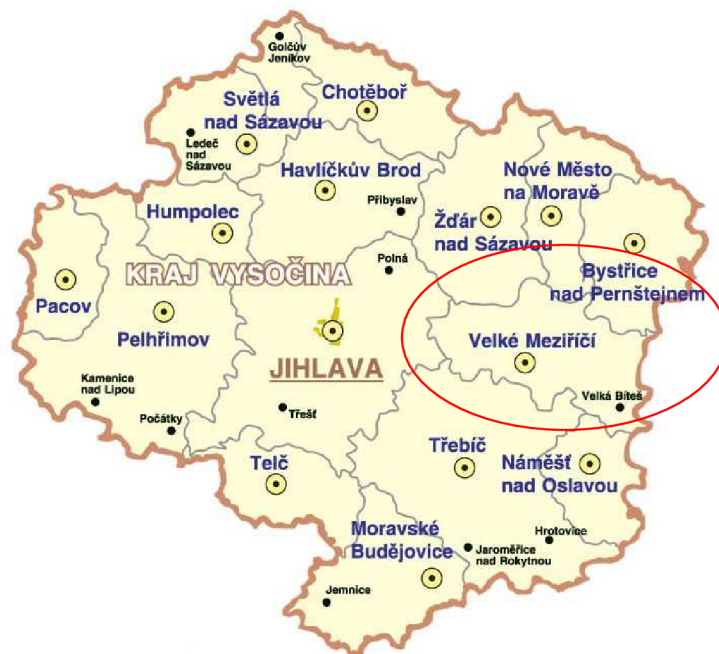 Golčův
Jeníkov
Chotěboř
Světlá
nad Sázavou
Ledeč
nad
Sázavou
Havlíčkův Brod
Přibyslav
Nové Město
na Moravě
Žďár
nad Sázavou
Humpolec
KRAJ VYSOČINA
Polná
Bystřice
nad Pernštejnem
Pacov
Pelhřimov
Velké Meziříčí
JIHLAVA
Kamenice
nad Lipou
Počátky
Třešť
Velká Bíteš
Telč
Třebíč
Náměšť
nad Oslavou
Moravské
Budějovice
Hrotovice
Jaroměřice
nad Rokytnou
Jemnice